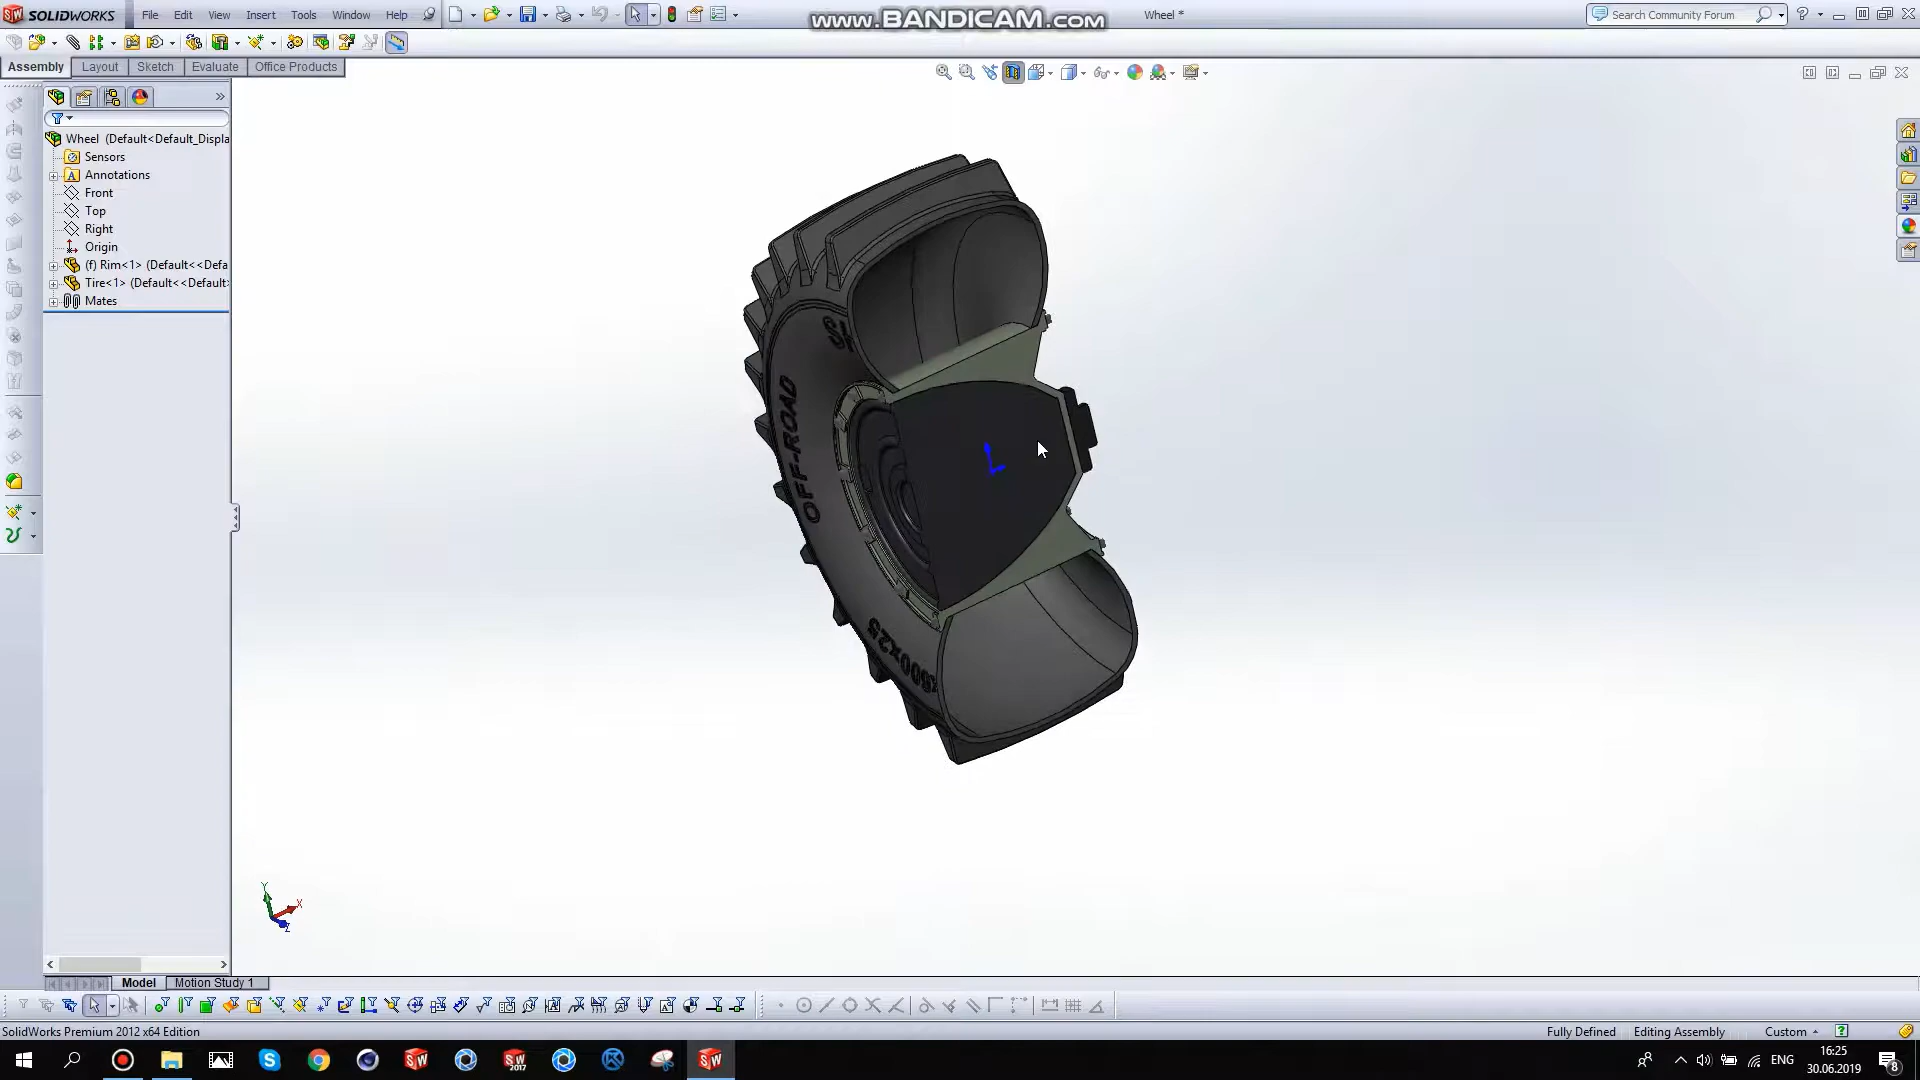 SOLIDWORKS File Edit View Insert Tools Window Help www.BANDICAM.com Wheel * Search Community Forum
Assembly Layout Sketch Evaluate Office Products
Wheel (Default<Default_Displa
Sensors
A Annotations
Front
Top
Right
Origin
(f) Rim<1> (Default<<Defa
Tire<1> (Default<<Default
Mates
OFF-ROAD
x600x25
Y
X
Z
Model Motion Study 1
SolidWorks Premium 2012 x64 Edition Fully Defined Editing Assembly Custom
2017
ENG
16:25
30.06.2019
8